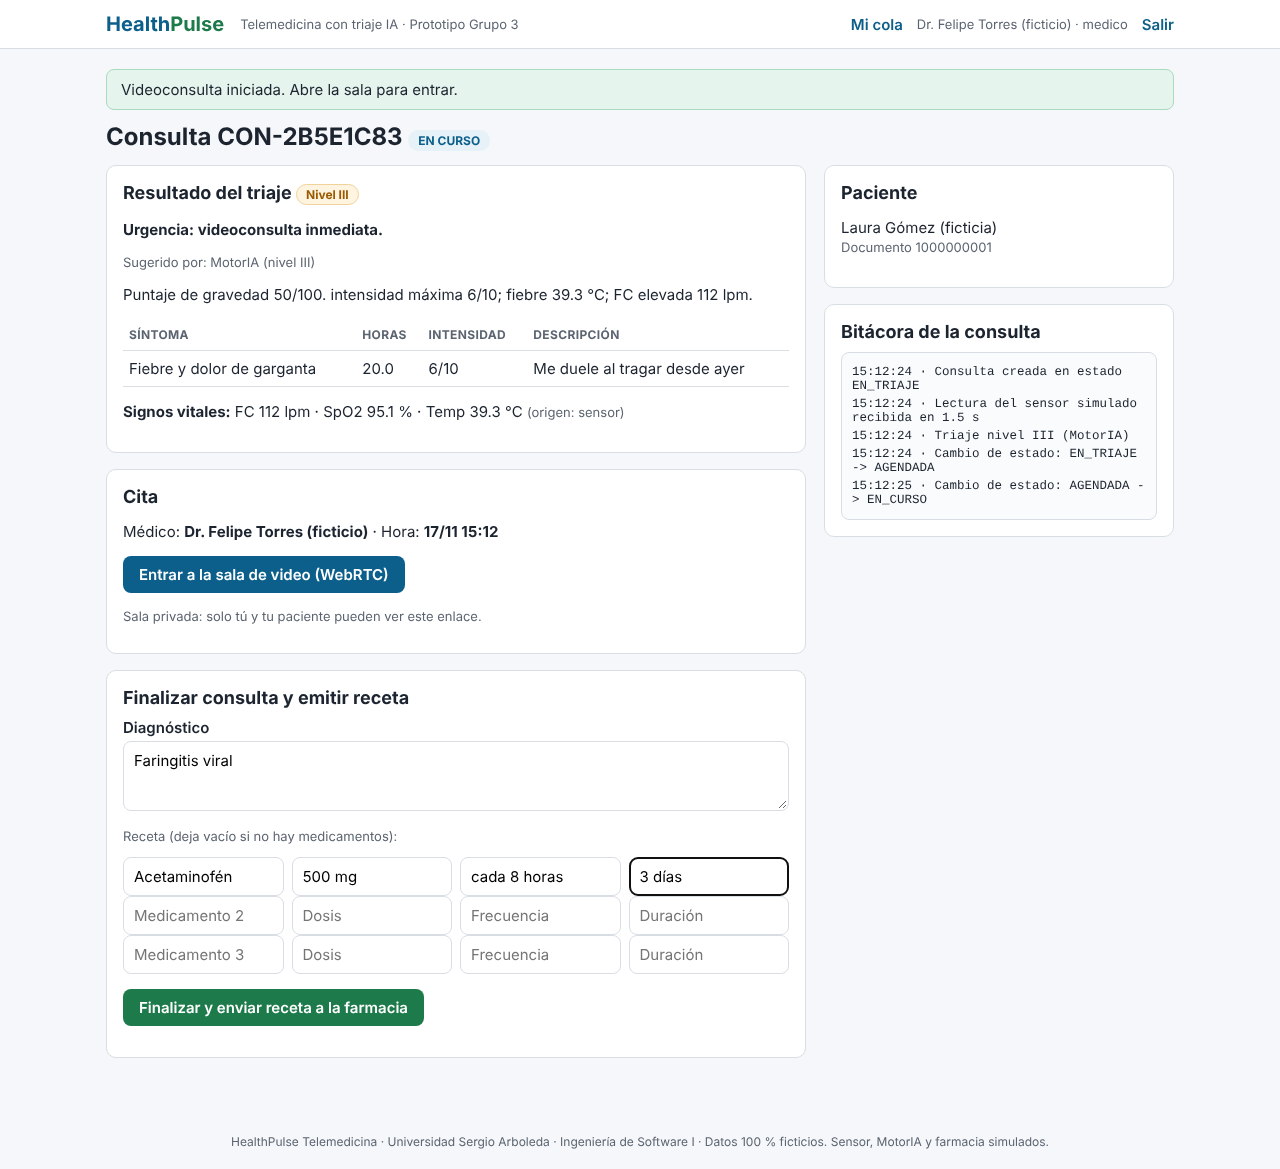 HealthPulse Telemedicina con triaje IA · Prototipo Grupo 3 Mi cola Dr. Felipe Torres (ficticio) · medico Salir
Videoconsulta iniciada. Abre la sala para entrar.
Consulta CON-2B5E1C83 EN CURSO
Resultado del triaje Nivel III
Urgencia: videoconsulta inmediata.
Sugerido por: MotorIA (nivel III)
Puntaje de gravedad 50/100. intensidad máxima 6/10; fiebre 39.3 °C; FC elevada 112 lpm.
SÍNTOMA HORAS INTENSIDAD DESCRIPCIÓN
Fiebre y dolor de garganta 20.0 6/10 Me duele al tragar desde ayer
Signos vitales: FC 112 lpm · SpO2 95.1 % · Temp 39.3 °C (origen: sensor)
Cita
Médico: Dr. Felipe Torres (ficticio) · Hora: 17/11 15:12
Entrar a la sala de video (WebRTC)
Sala privada: solo tú y tu paciente pueden ver este enlace.
Finalizar consulta y emitir receta
Diagnóstico
Faringitis viral
Receta (deja vacío si no hay medicamentos):
Acetaminofén 500 mg cada 8 horas 3 días
Medicamento 2 Dosis Frecuencia Duración
Medicamento 3 Dosis Frecuencia Duración
Finalizar y enviar receta a la farmacia
Paciente
Laura Gómez (ficticia)
Documento 1000000001
Bitácora de la consulta
15:12:24 · Consulta creada en estado
EN_TRIAJE
15:12:24 · Lectura del sensor simulado
recibida en 1.5 s
15:12:24 · Triaje nivel III (MotorIA)
15:12:24 · Cambio de estado: EN_TRIAJE
-> AGENDADA
15:12:25 · Cambio de estado: AGENDADA -
> EN_CURSO
HealthPulse Telemedicina · Universidad Sergio Arboleda · Ingeniería de Software I · Datos 100 % ficticios. Sensor, MotorIA y farmacia simulados.